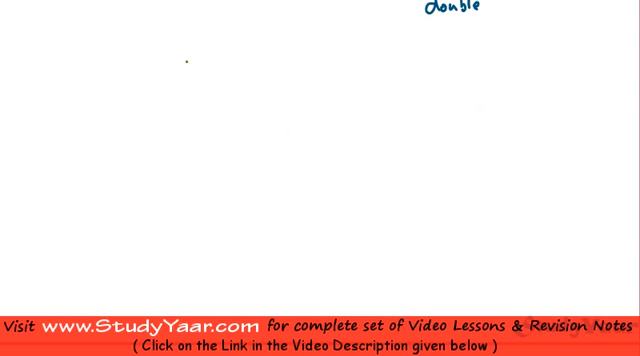 double
Visit www.StudyYaar.com for complete set of Video Lessons & Revision Notes
( Click on the Link in the Video Description given below )